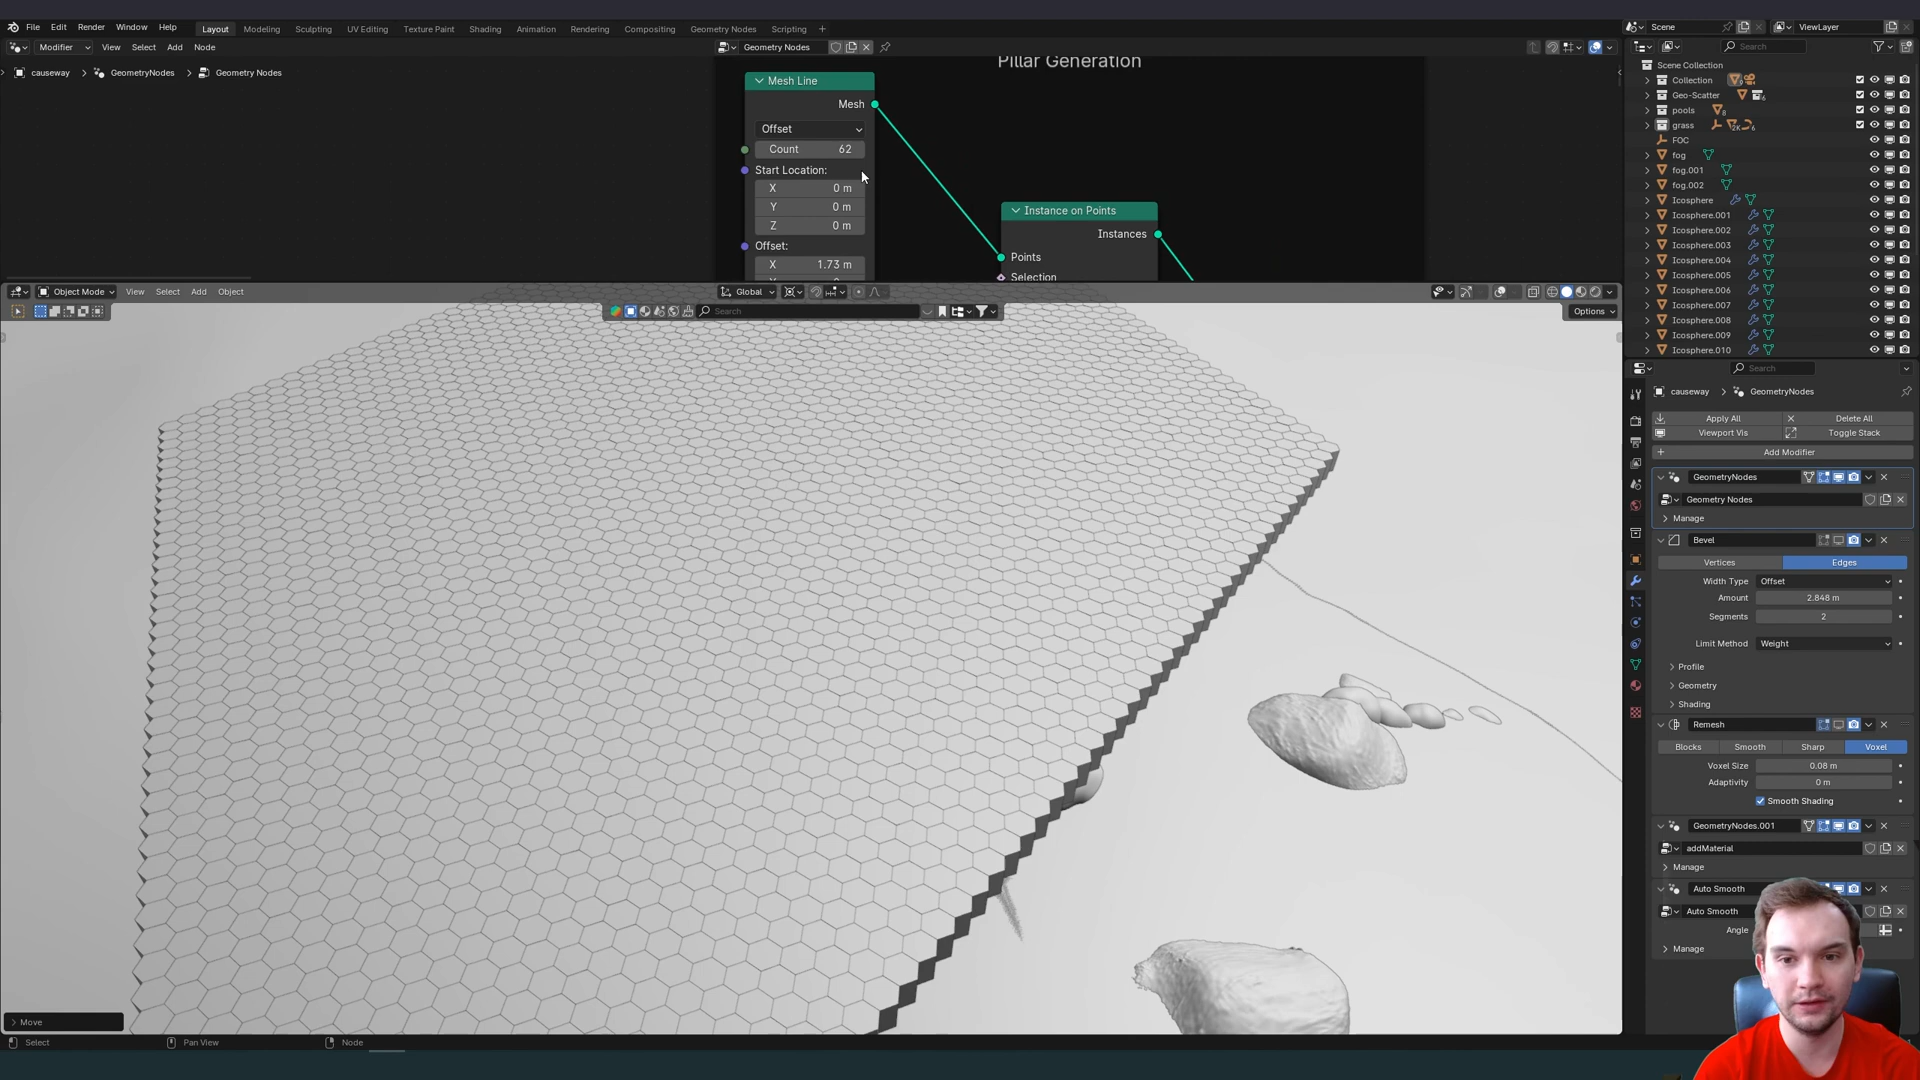 File Edit Render Window Help Layout Modeling Sculpting UV Editing Texture Paint Shading Animation Rendering Compositing Geometry Nodes Scripting + Scene ViewLayer
Modifier View Select Add Node Geometry Nodes Search
causeway > GeometryNodes > Geometry Nodes
Pillar Generation
Mesh Line
Mesh
Offset
Count 62
Start Location:
X 0 m
Y 0 m
Z 0 m
Offset:
X 1.73 m
Instance on Points
Instances
Points
Selection
Object Mode View Select Add Object Global
Search Options
Move
Select Pan View Node
Scene Collection
Collection
Geo-Scatter 6
pools 8
grass 2K 6
FOC
fog
fog.001
fog.002
Icosphere
Icosphere.001
Icosphere.002
Icosphere.003
Icosphere.004
Icosphere.005
Icosphere.006
Icosphere.007
Icosphere.008
Icosphere.009
Icosphere.010
Search
causeway > GeometryNodes
Apply All Delete All
Viewport Vis Toggle Stack
Add Modifier
GeometryNodes
Geometry Nodes
Manage
Bevel
Vertices Edges
Width Type Offset
Amount 2.848 m
Segments 2
Limit Method Weight
Profile
Geometry
Shading
Remesh
Blocks Smooth Sharp Voxel
Voxel Size 0.08 m
Adaptivity 0 m
Smooth Shading
GeometryNodes.001
addMaterial
Manage
Auto Smooth
Auto Smooth
Angle
Manage